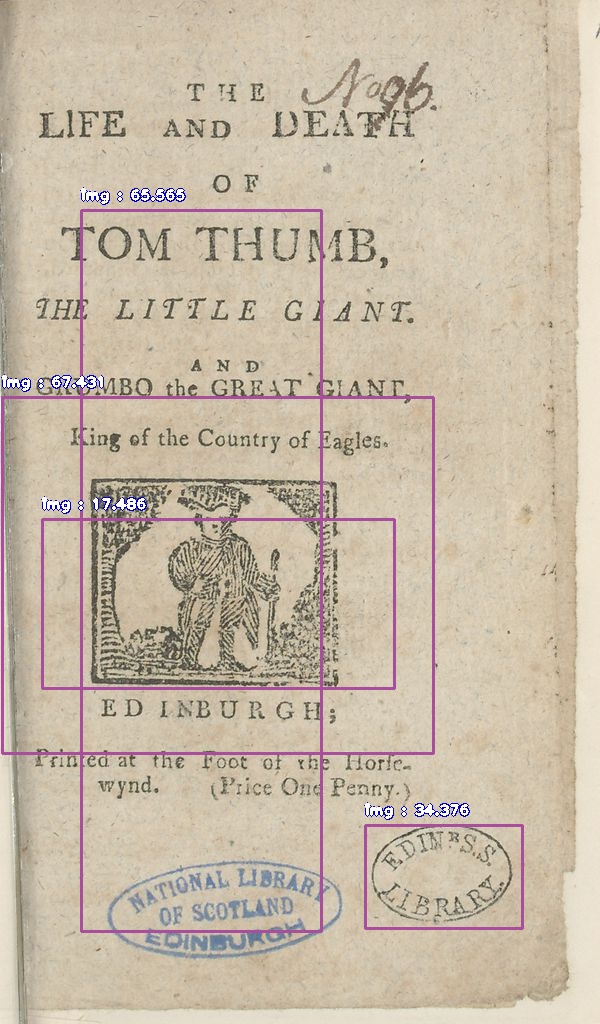 No 96.
THE
LIFE AND DEATH
OF
img : 65.565
TOM THUMB,
THE LITTLE GIANT.
AND
img : 67.431
GRUMBO the GREAT GIANT,
King of the Country of Eagles.
img : 17.486
EDINBURGH;
Printed at the Foot of the Horse-
wynd. (Price One Penny.)
img : 34.376
EDINR S.S.
LIBRARY.
NATIONAL LIBRARY
OF SCOTLAND
EDINBURGH